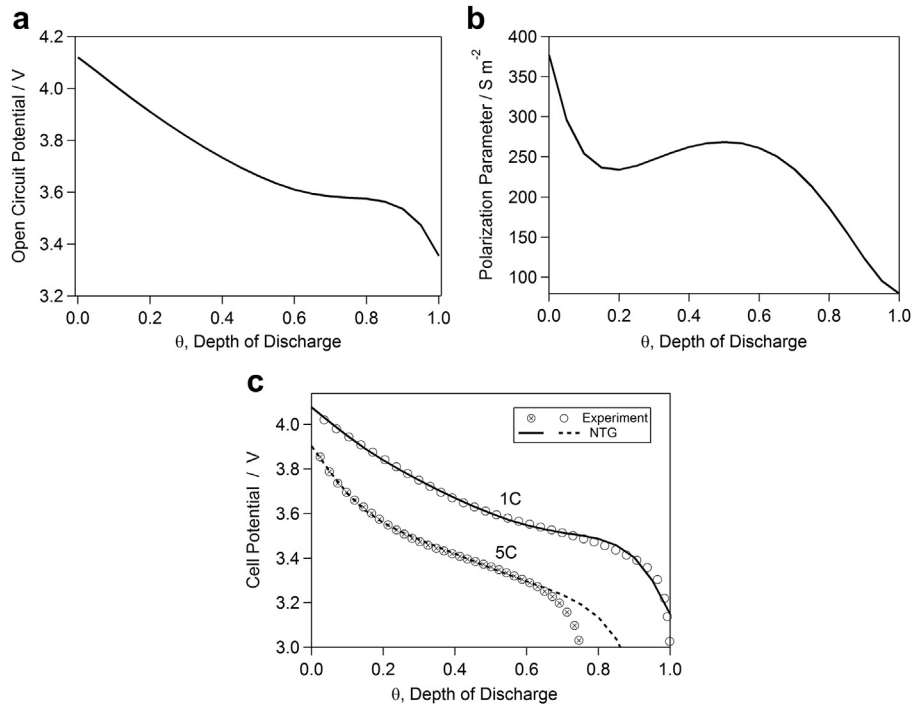 a
Open Circuit Potential / V
4.2
4.0
3.8
3.6
3.4
3.2
0.0 0.2 0.4 0.6 0.8 1.0
θ, Depth of Discharge
b
Polarization Parameter / S m⁻²
400
350
300
250
200
150
100
0.0 0.2 0.4 0.6 0.8 1.0
θ, Depth of Discharge
c
Cell Potential / V
4.0
3.8
3.6
3.4
3.2
3.0
Experiment
NTG
1C
5C
0.0 0.2 0.4 0.6 0.8 1.0
θ, Depth of Discharge